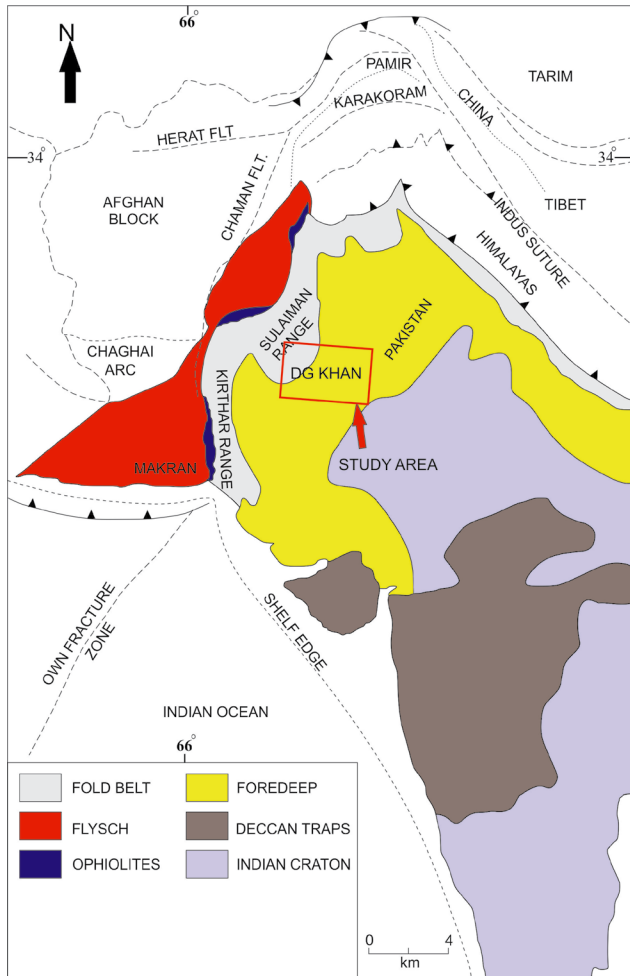 66°
N
PAMIR
TARIM
KARAKORAM
CHINA
HERAT FLT
34°
34°
CHAMAN FLT.
AFGHAN
BLOCK
TIBET
INDUS SUTURE
HIMALAYAS
SULAIMAN
RANGE
PAKISTAN
CHAGHAI
ARC
DG KHAN
KIRTHAR RANGE
MAKRAN
STUDY AREA
OWN FRACTURE
ZONE
SHELF EDGE
INDIAN OCEAN
66°
FOLD BELT
FOREDEEP
FLYSCH
DECCAN TRAPS
OPHIOLITES
INDIAN CRATON
0 4
km